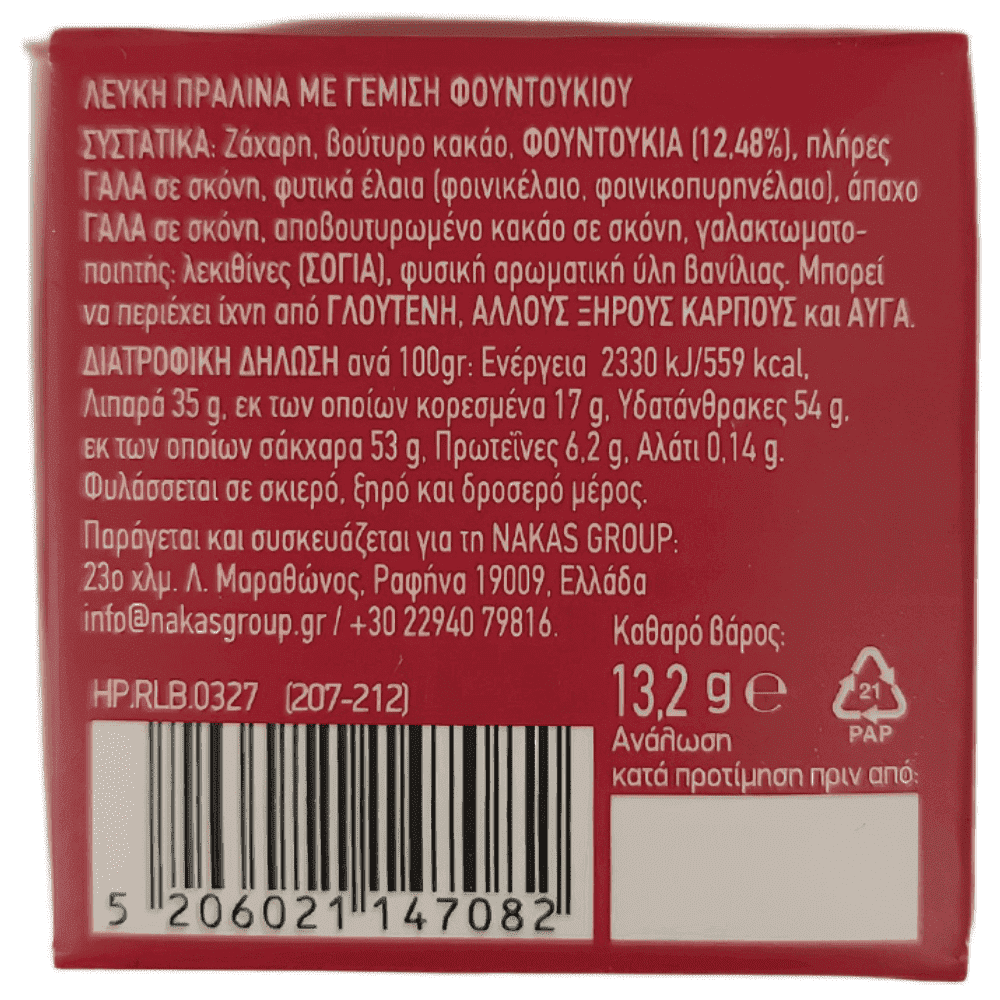 ΛΕΥΚΗ ΠΡΑΛΙΝΑ ΜΕ ΓΕΜΙΣΗ ΦΟΥΝΤΟΥΚΙΟΥ
ΣΥΣΤΑΤΙΚΑ: Ζάχαρη, βούτυρο κακάο, ΦΟΥΝΤΟΥΚΙΑ (12,48%), πλήρες
ΓΑΛΑ σε σκόνη, φυτικά έλαια (φοινικέλαιο, φοινικοπυρηνέλαιο), άπαχο
ΓΑΛΑ σε σκόνη, αποβουτυρωμένο κακάο σε σκόνη, γαλακτωματο-
ποιητής: λεκιθίνες (ΣΟΓΙΑ), φυσική αρωματική ύλη βανίλιας. Μπορεί
να περιέχει ίχνη από ΓΛΟΥΤΕΝΗ, ΑΛΛΟΥΣ ΞΗΡΟΥΣ ΚΑΡΠΟΥΣ και ΑΥΓΑ.
ΔΙΑΤΡΟΦΙΚΗ ΔΗΛΩΣΗ ανά 100gr: Ενέργεια 2330 kJ/559 kcal,
Λιπαρά 35 g, εκ των οποίων κορεσμένα 17 g, Υδατάνθρακες 54 g,
εκ των οποίων σάκχαρα 53 g, Πρωτεΐνες 6,2 g, Αλάτι 0,14 g.
Φυλάσσεται σε σκιερό, ξηρό και δροσερό μέρος.
Παράγεται και συσκευάζεται για τη NAKAS GROUP:
23ο χλμ. Λ. Μαραθώνος, Ραφήνα 19009, Ελλάδα
info@nakasgroup.gr / +30 22940 79816.
Καθαρό βάρος:
13,2 g e
21
PAP
HP.RLB.0327 (207-212)
Ανάλωση
κατά προτίμηση πριν από:
5 206021 147082